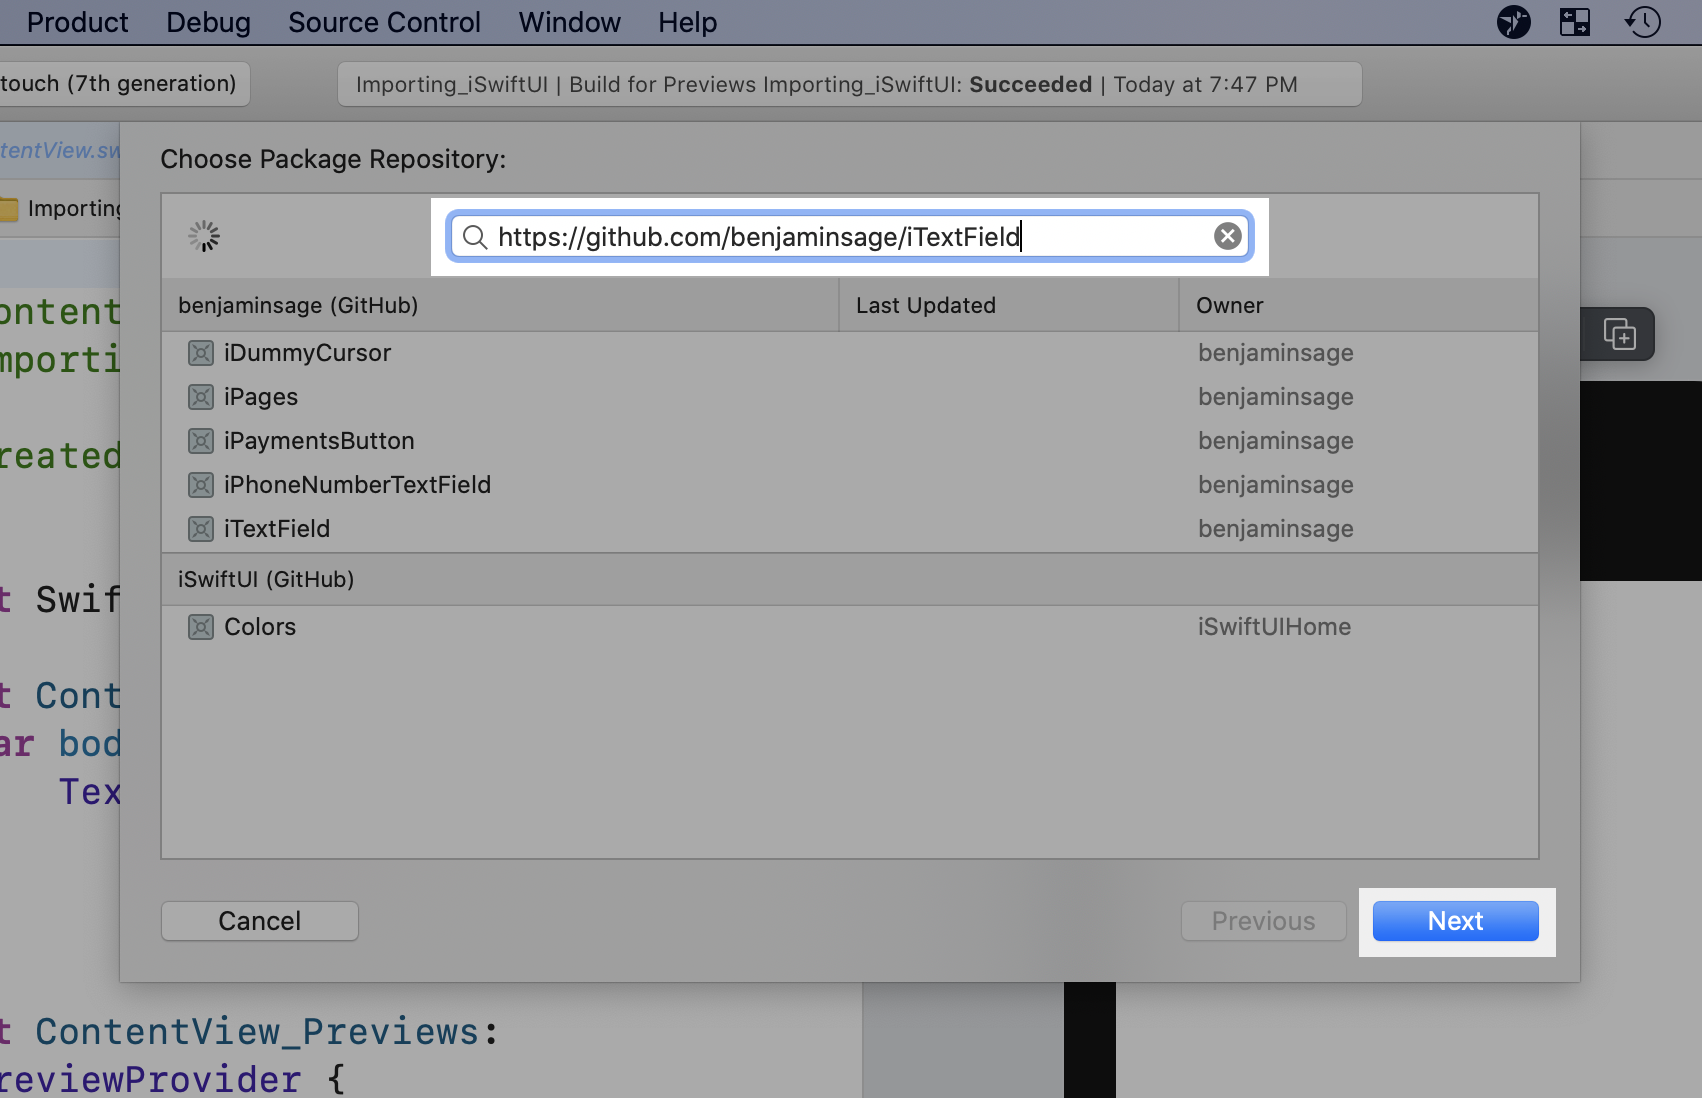 Product Debug Source Control Window Help
touch (7th generation)
Importing_iSwiftUI | Build for Previews Importing_iSwiftUI: Succeeded | Today at 7:47 PM
tentView.sw
Importing
Choose Package Repository:
https://github.com/benjaminsage/iTextField
benjaminsage (GitHub) Last Updated Owner
iDummyCursor benjaminsage
iPages benjaminsage
iPaymentsButton benjaminsage
iPhoneNumberTextField benjaminsage
iTextField benjaminsage
iSwiftUI (GitHub)
Colors iSwiftUIHome
Cancel Previous Next
ontent
mporti
reated
t Swif
t Cont
ar bod
Tex
t ContentView_Previews:
reviewProvider {